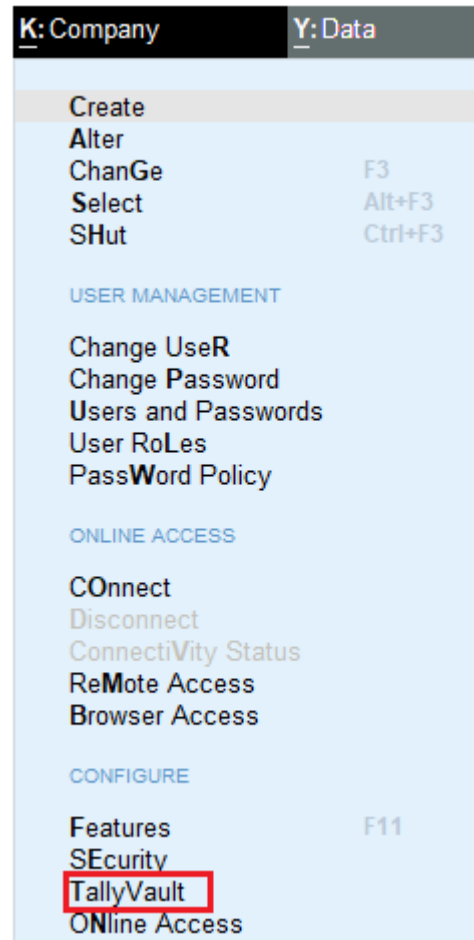 K: Company Y: Data
Create
Alter
ChanGe F3
Select Alt+F3
SHut Ctrl+F3
USER MANAGEMENT
Change UseR
Change Password
Users and Passwords
User RoLes
PassWord Policy
ONLINE ACCESS
COnnect
Disconnect
ConnectiVity Status
ReMote Access
Browser Access
CONFIGURE
Features F11
SEcurity
TallyVault
ONline Access